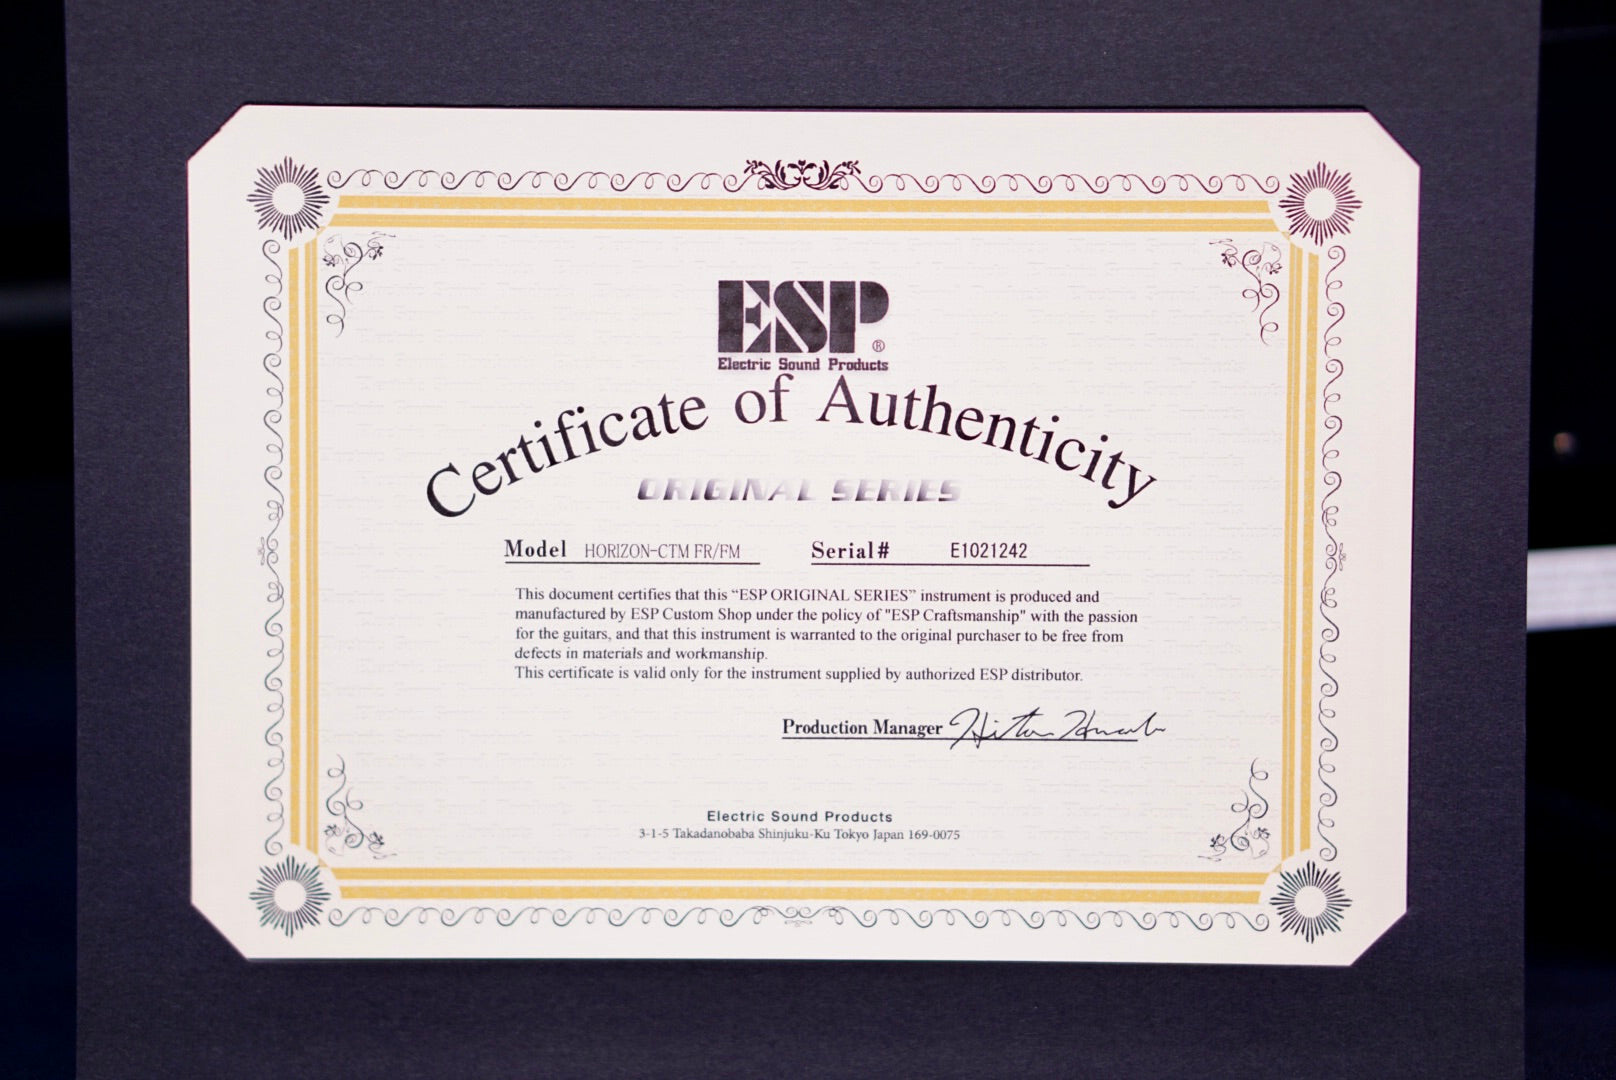 ESP®
Electric Sound Products
Certificate of Authenticity
ORIGINAL SERIES
Model HORIZON-CTM FR/FM Serial# E1021242
This document certifies that this “ESP ORIGINAL SERIES” instrument is produced and
manufactured by ESP Custom Shop under the policy of "ESP Craftsmanship" with the passion
for the guitars, and that this instrument is warranted to the original purchaser to be free from
defects in materials and workmanship.
This certificate is valid only for the instrument supplied by authorized ESP distributor.
Production Manager
Electric Sound Products
3-1-5 Takadanobaba Shinjuku-Ku Tokyo Japan 169-0075